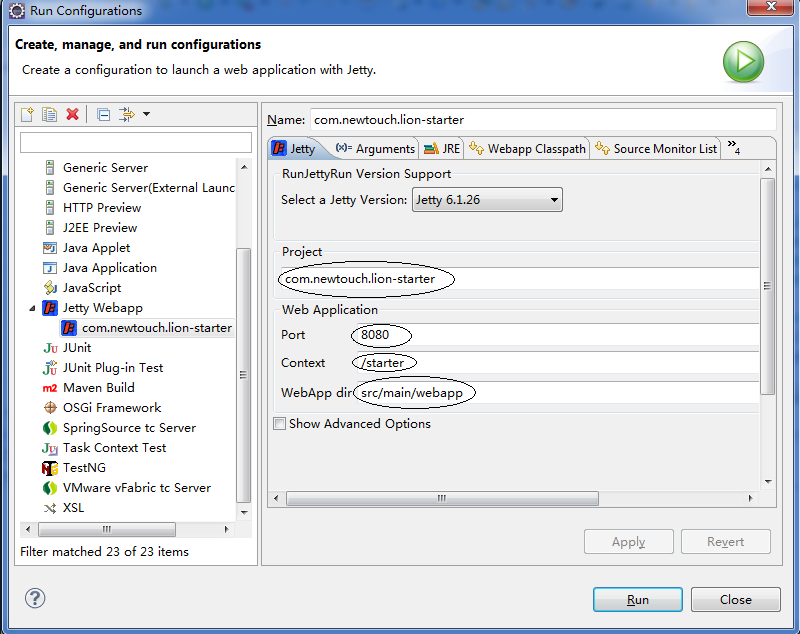 Run Configurations
Create, manage, and run configurations
Create a configuration to launch a web application with Jetty.
Generic Server
Generic Server(External Launc
HTTP Preview
J2EE Preview
Java Applet
Java Application
JavaScript
Jetty Webapp
com.newtouch.lion-starter
JUnit
JUnit Plug-in Test
Maven Build
OSGi Framework
SpringSource tc Server
Task Context Test
TestNG
VMware vFabric tc Server
XSL
Filter matched 23 of 23 items
Name: com.newtouch.lion-starter
Jetty (x)= Arguments JRE Webapp Classpath Source Monitor List »4
RunJettyRun Version Support
Select a Jetty Version: Jetty 6.1.26
Project
com.newtouch.lion-starter
Web Application
Port 8080
Context /starter
WebApp dir src/main/webapp
Show Advanced Options
Apply Revert
? Run Close